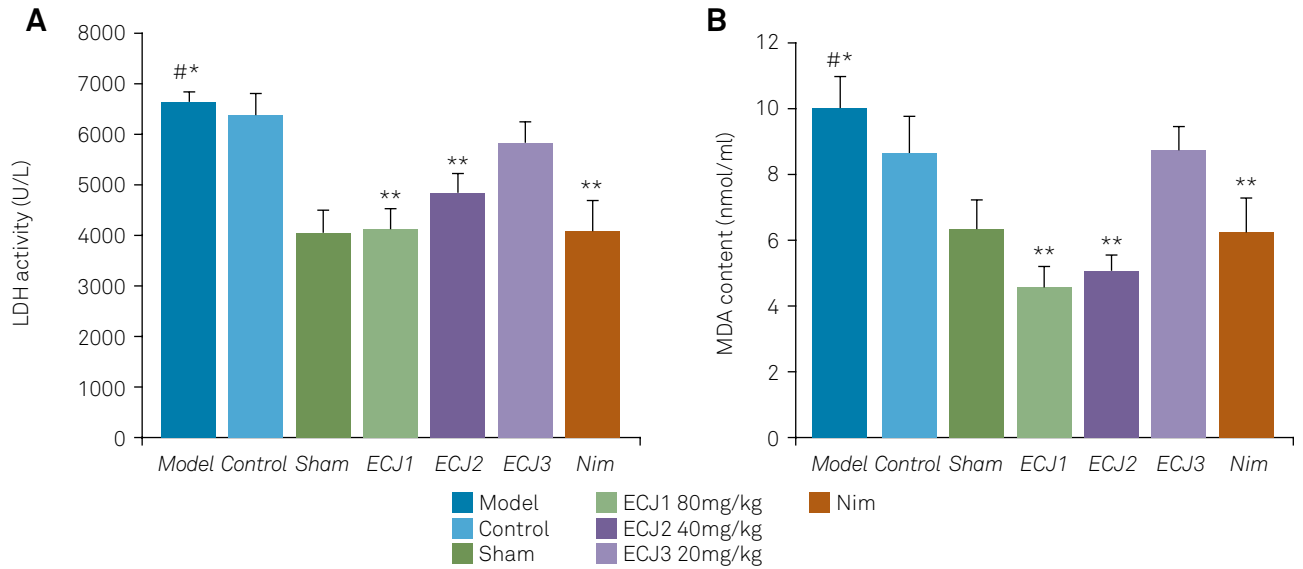 A
8000
7000
6000
5000
4000
3000
2000
1000
0
LDH activity (U/L)
#*
**
**
**
Model Control Sham ECJ1 ECJ2 ECJ3 Nim
B
12
10
8
6
4
2
0
MDA content (nmol/ml)
#*
**
**
**
Model Control Sham ECJ1 ECJ2 ECJ3 Nim
Model
Control
Sham
ECJ1 80mg/kg
ECJ2 40mg/kg
ECJ3 20mg/kg
Nim